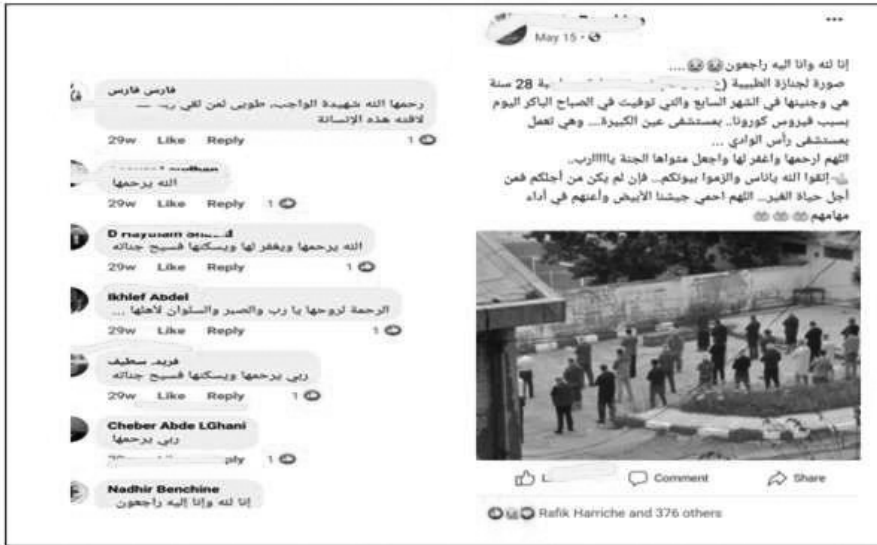 May 15
إنا لله وانا اليه راجعون ....
صورة لجنازة الطبيبة 28 سنة
هي وجنينها في الشهر السابع والتي توفيت في الصباح الباكر اليوم
بسبب فيروس كورونا.. بمستشفى عين الكبيرة.... وهي تعمل
بمستشفى رأس الوادي ...
اللهم ارحمها واغفر لها واجعل مثواها الجنة يااااارب..
إتقوا الله ياناس والزموا بيوتكم.. فإن لم يكن من أجلكم فمن
أجل حياة الغير... اللهم احمي جيشنا الأبيض وأعنهم في أداء
مهامهم
Comment
Share
Rafik Harriche and 376 others
فارس فارس
رحمها الله شهيدة الواجب، طوبى لمن لقي
لاقته هذه الإنسانة
29w Like Reply 1
الله يرحمها
29w Like Reply 1
الله يرحمها ويغفر لها ويسكنها فسيح جناته
29w Like Reply 1
Ikhlef Abdel
الرحمة لروحها يا رب والصبر والسلوان لأهلها ...
29w Like Reply 1
فريد سطيف
ربي يرحمها ويسكنها فسيح جناته
29w Like Reply 1
Cheber Abde LGhani
ربي يرحمها
1
Nadhir Benchine
إنا لله وإنا إليه راجعون